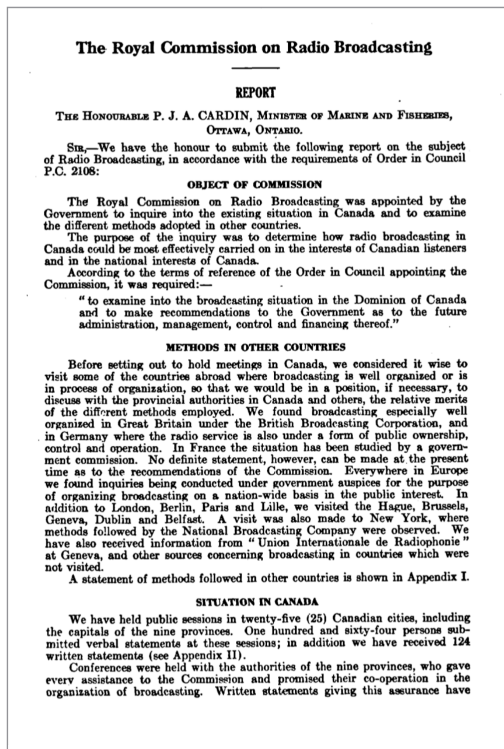 The Royal Commission on Radio Broadcasting
REPORT
THE HONOURABLE P. J. A. CARDIN, MINISTER OF MARINE AND FISHERIES,
OTTAWA, ONTARIO.
SIR,—We have the honour to submit the following report on the subject
of Radio Broadcasting, in accordance with the requirements of Order in Council
P.C. 2108:
OBJECT OF COMMISSION
The Royal Commission on Radio Broadcasting was appointed by the
Government to inquire into the existing situation in Canada and to examine
the different methods adopted in other countries.
The purpose of the inquiry was to determine how radio broadcasting in
Canada could be most effectively carried on in the interests of Canadian listeners
and in the national interests of Canada.
According to the terms of reference of the Order in Council appointing the
Commission, it was required:—
“ to examine into the broadcasting situation in the Dominion of Canada
and to make recommendations to the Government as to the future
administration, management, control and financing thereof.”
METHODS IN OTHER COUNTRIES
Before setting out to hold meetings in Canada, we considered it wise to
visit some of the countries abroad where broadcasting is well organized or is
in process of organization, so that we would be in a position, if necessary, to
discuss with the provincial authorities in Canada and others, the relative merits
of the different methods employed. We found broadcasting especially well
organized in Great Britain under the British Broadcasting Corporation, and
in Germany where the radio service is also under a form of public ownership,
control and operation. In France the situation has been studied by a govern-
ment commission. No definite statement, however, can be made at the present
time as to the recommendations of the Commission. Everywhere in Europe
we found inquiries being conducted under government auspices for the purpose
of organizing broadcasting on a nation-wide basis in the public interest. In
addition to London, Berlin, Paris and Lille, we visited the Hague, Brussels,
Geneva, Dublin and Belfast. A visit was also made to New York, where
methods followed by the National Broadcasting Company were observed. We
have also received information from “ Union Internationale de Radiophonie ”
at Geneva, and other sources concerning broadcasting in countries which were
not visited.
A statement of methods followed in other countries is shown in Appendix I.
SITUATION IN CANADA
We have held public sessions in twenty-five (25) Canadian cities, including
the capitals of the nine provinces. One hundred and sixty-four persons sub-
mitted verbal statements at these sessions; in addition we have received 124
written statements (see Appendix II).
Conferences were held with the authorities of the nine provinces, who gave
every assistance to the Commission and promised their co-operation in the
organization of broadcasting. Written statements giving this assurance have